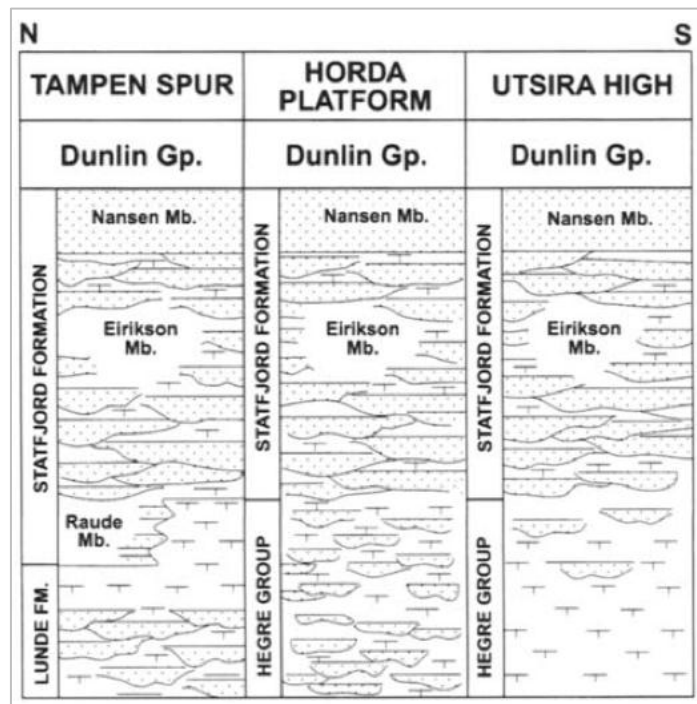 N
S
TAMPEN SPUR
HORDA
PLATFORM
UTSIRA HIGH
Dunlin Gp.
Dunlin Gp.
Dunlin Gp.
STATFJORD FORMATION
Nansen Mb.
Eirikson
Mb.
Raude
Mb.
LUNDE FM.
STATFJORD FORMATION
Nansen Mb.
Eirikson
Mb.
HEGRE GROUP
STATFJORD FORMATION
Nansen Mb.
Eirikson
Mb.
HEGRE GROUP